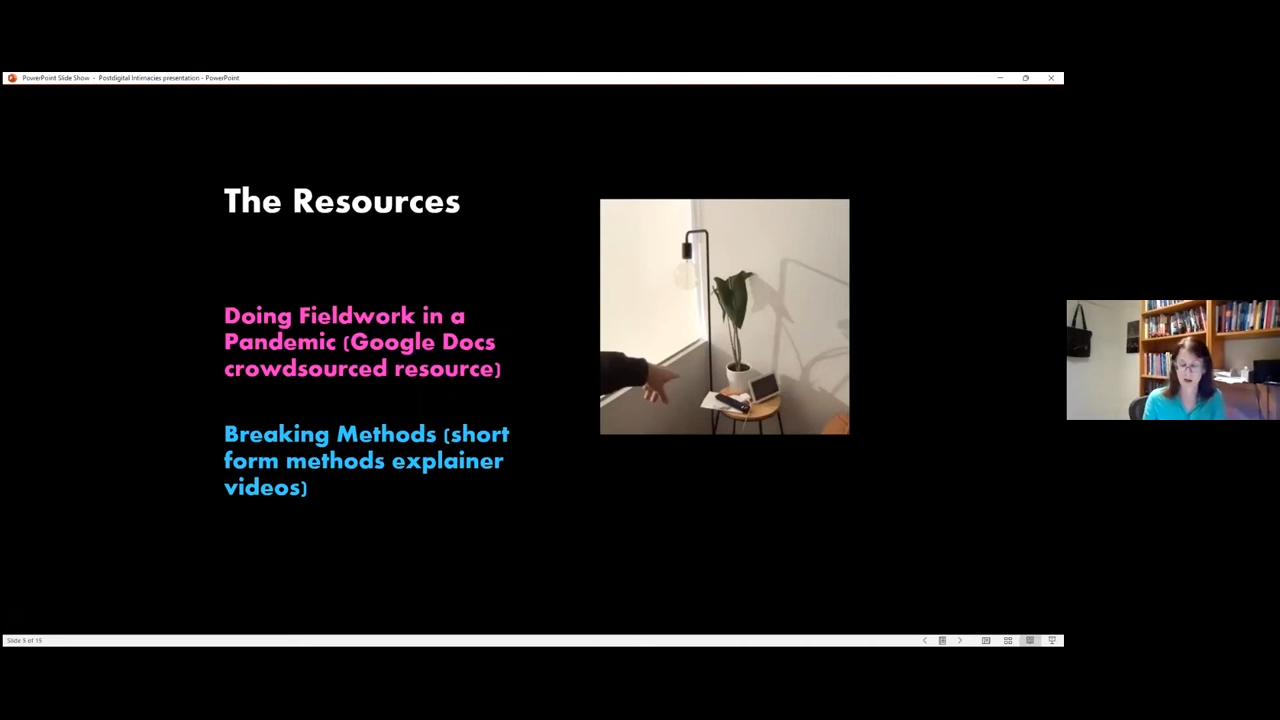 PowerPoint Slide Show - Postdigital Intimacies presentation - PowerPoint
The Resources
Doing Fieldwork in a
Pandemic (Google Docs
crowdsourced resource)
Breaking Methods (short
form methods explainer
videos)
Slide 5 of 15